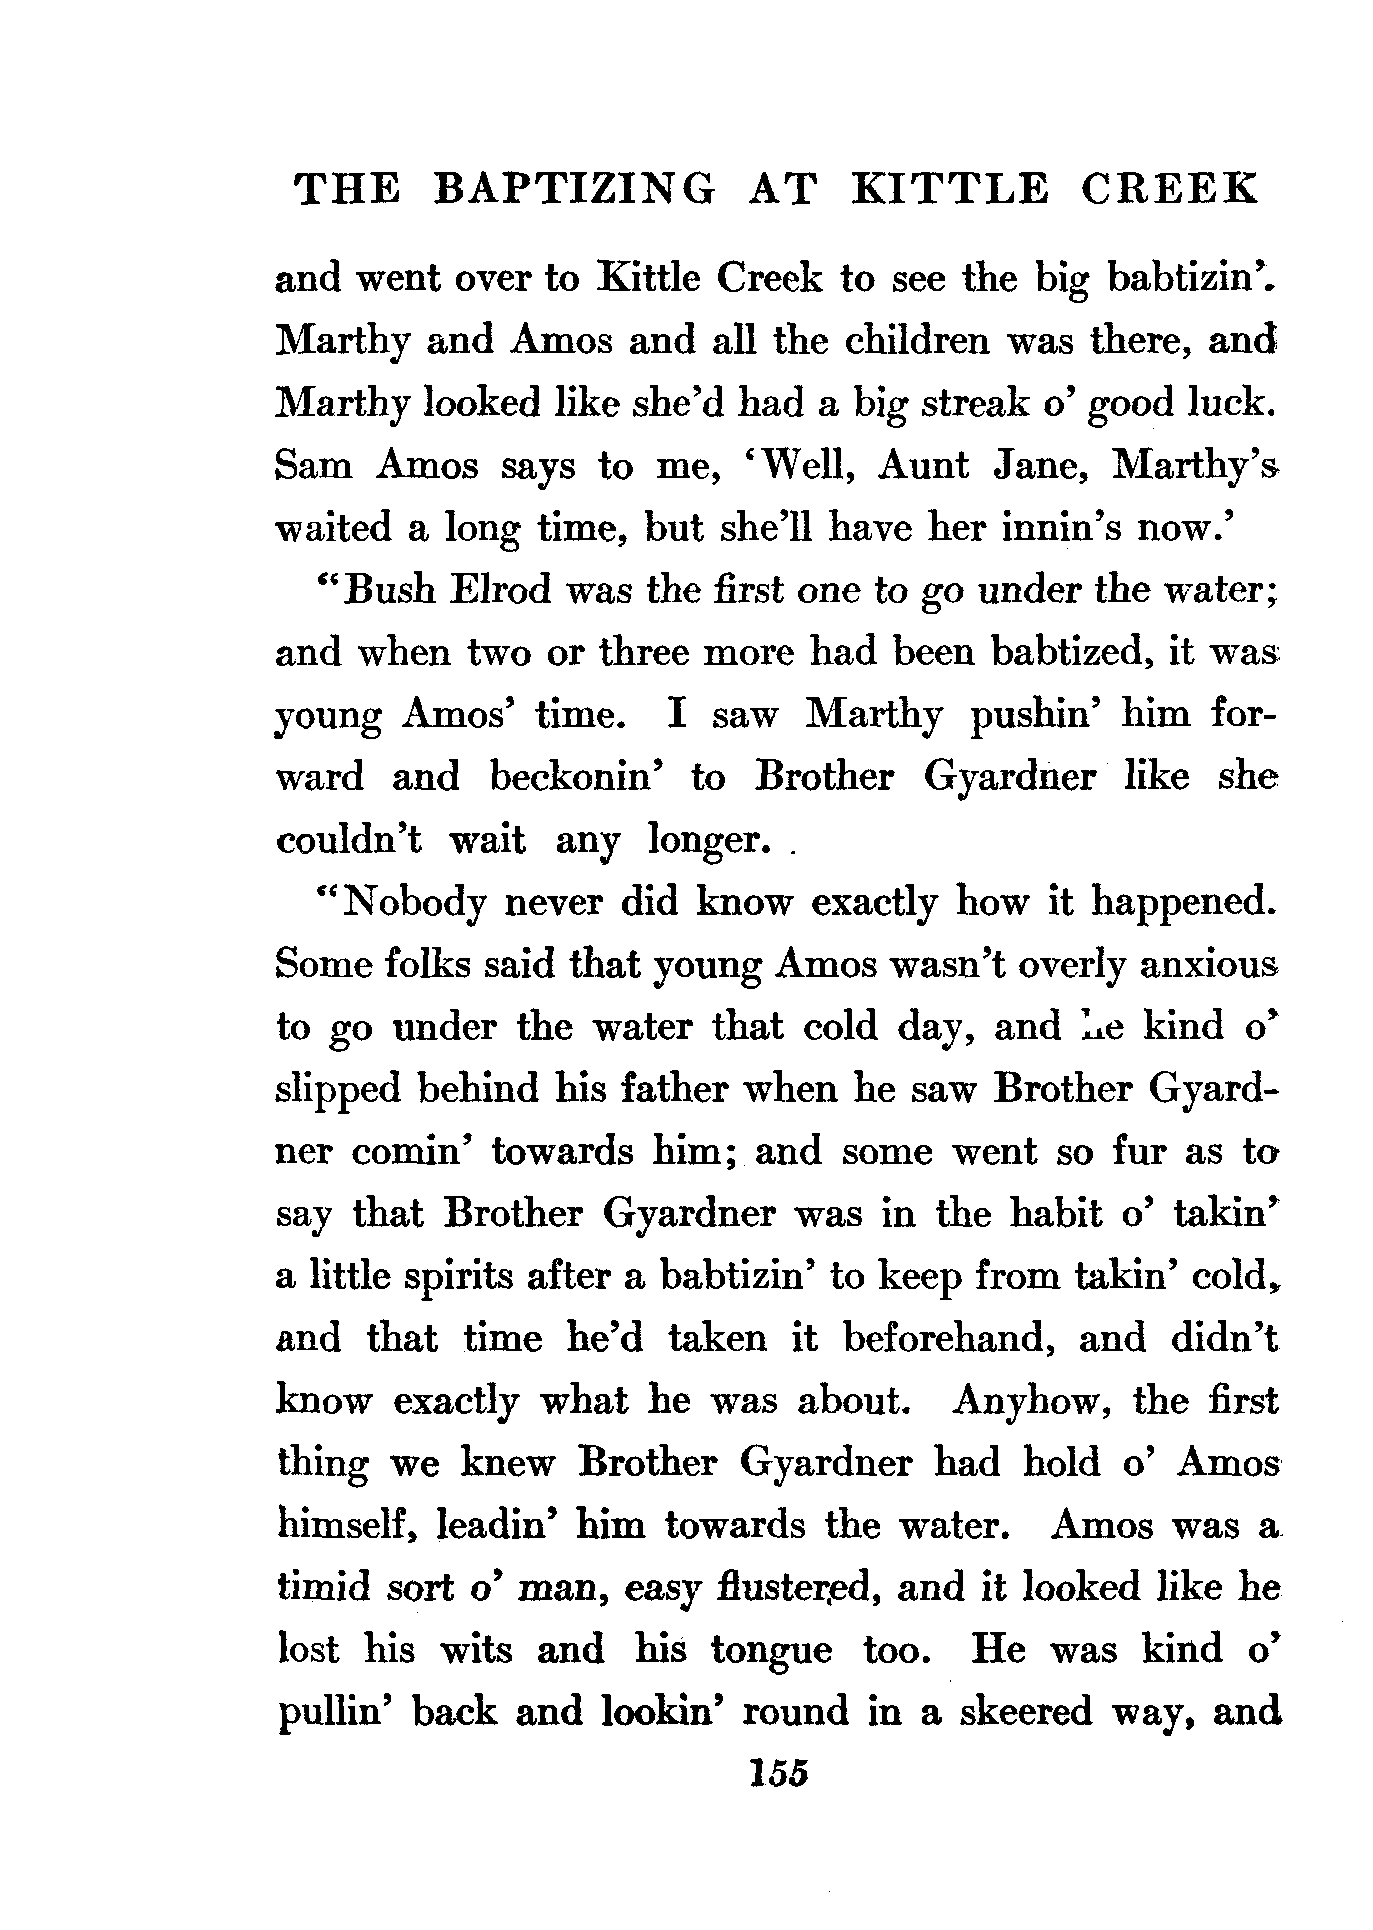 THE BAPTIZING AT KITTLE CREEK
and went over to Kittle Creek to see the big babtizin'.
Marthy and Amos and all the children was there, and
Marthy looked like she'd had a big streak o' good luck.
Sam Amos says to me, 'Well, Aunt Jane, Marthy's
waited a long time, but she'll have her innin's now.'
"Bush Elrod was the first one to go under the water;
and when two or three more had been babtized, it was
young Amos' time. I saw Marthy pushin' him for-
ward and beckonin' to Brother Gyardner like she
couldn't wait any longer.
"Nobody never did know exactly how it happened.
Some folks said that young Amos wasn't overly anxious
to go under the water that cold day, and he kind o'
slipped behind his father when he saw Brother Gyard-
ner comin' towards him; and some went so fur as to
say that Brother Gyardner was in the habit o' takin'
a little spirits after a babtizin' to keep from takin' cold,
and that time he'd taken it beforehand, and didn't
know exactly what he was about. Anyhow, the first
thing we knew Brother Gyardner had hold o' Amos
himself, leadin' him towards the water. Amos was a
timid sort o' man, easy flustered, and it looked like he
lost his wits and his tongue too. He was kind o'
pullin' back and lookin' round in a skeered way, and
155